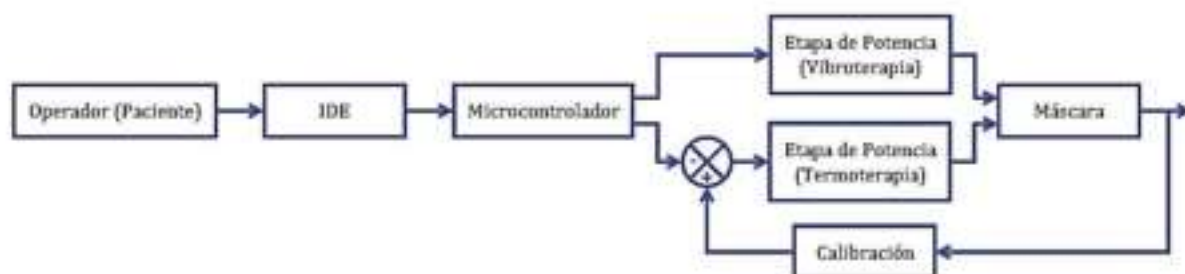 Operador (Paciente)
IDE
Microcontrolador
Etapa de Potencia
(Vibroterapia)
-
+
Etapa de Potencia
(Termoterapia)
Máscara
Calibración